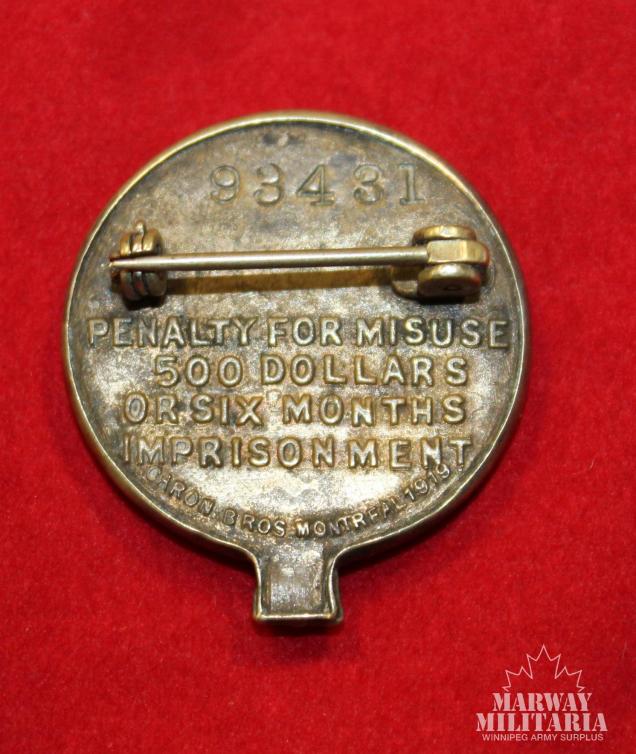 93431
PENALTY FOR MISUSE
500 DOLLARS
OR SIX MONTHS
IMPRISONMENT
CARON BROS MONTREAL 1919
MARWAY
MILITARIA
WINNIPEG ARMY SURPLUS